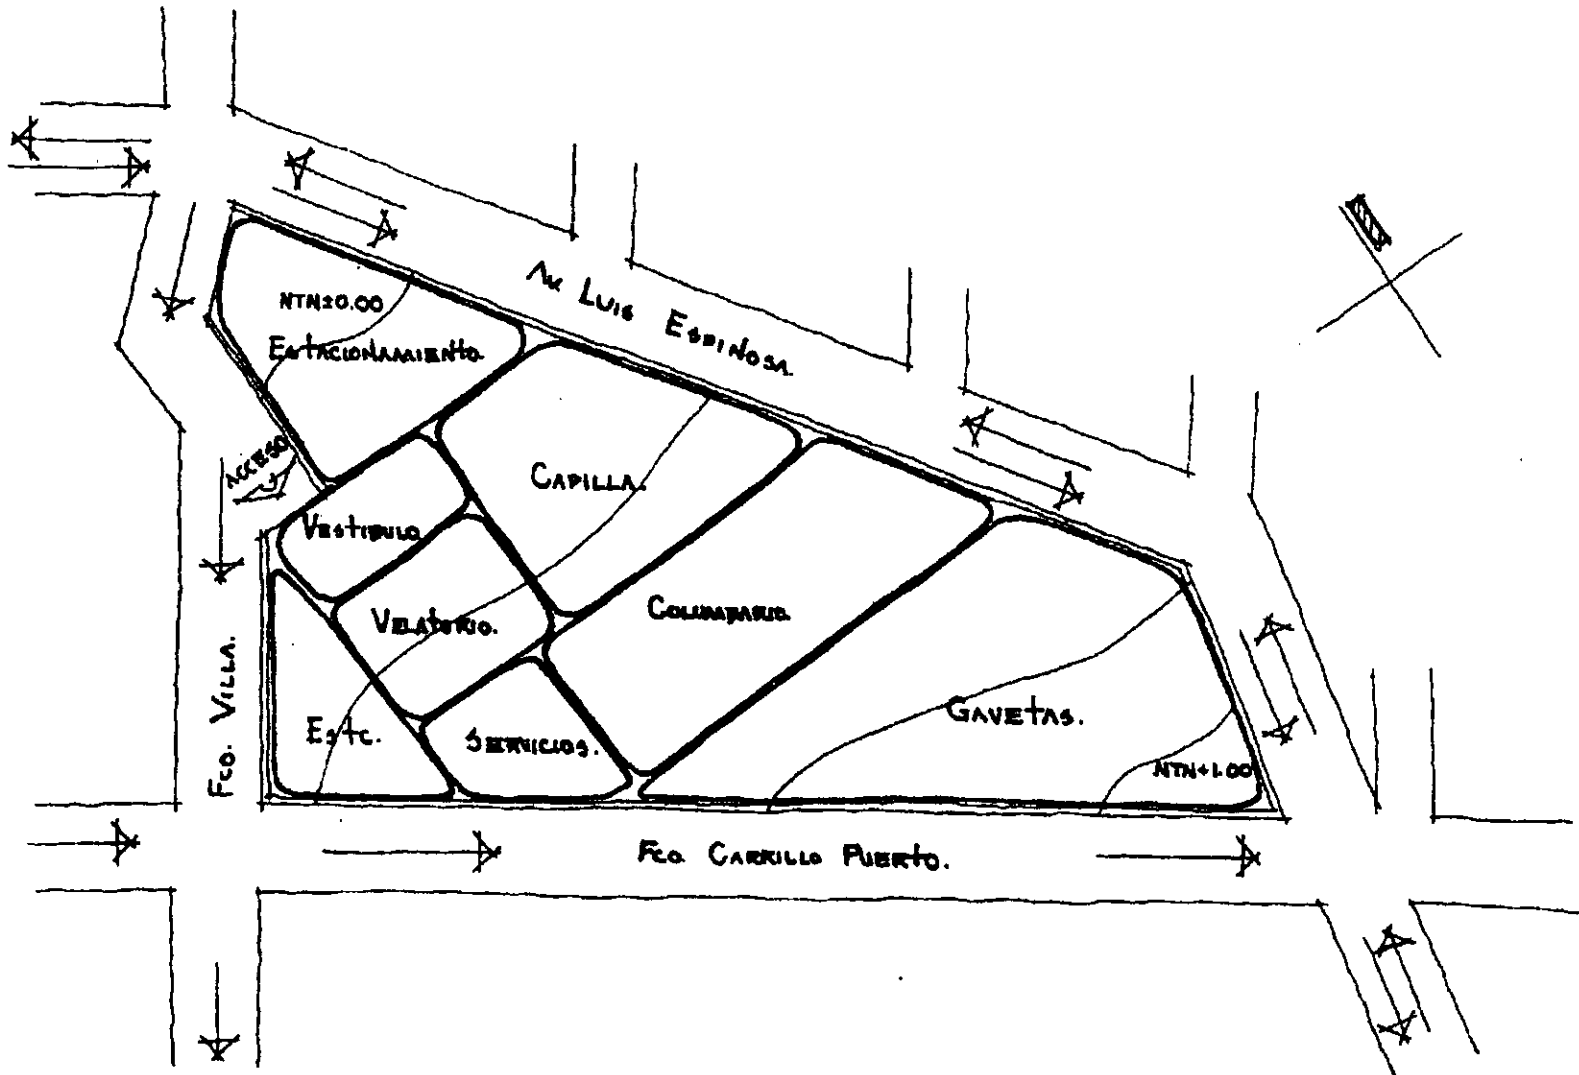 Av. Luis Espinosa.
NTN±0.00
Estacionamiento.
Acceso
Capilla.
Vestibulo.
Velatorio.
Columbario.
Fco. Villa.
Estc.
Servicios.
Gavetas.
NTN+1.00
Fco. Carrillo Puerto.